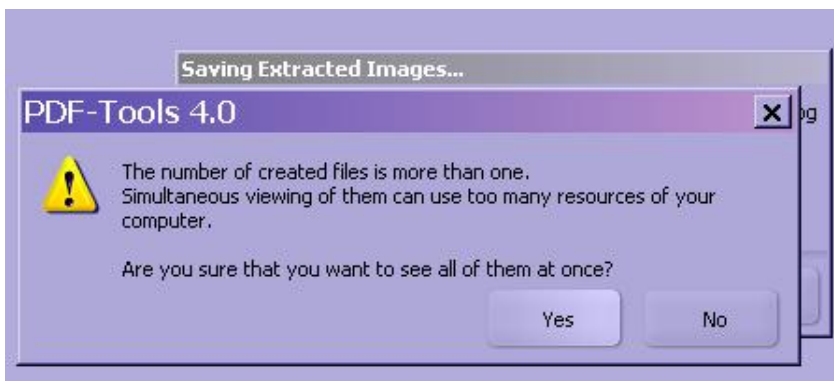 Saving Extracted Images...
PDF-Tools 4.0
The number of created files is more than one.
Simultaneous viewing of them can use too many resources of your
computer.
Are you sure that you want to see all of them at once?
Yes
No